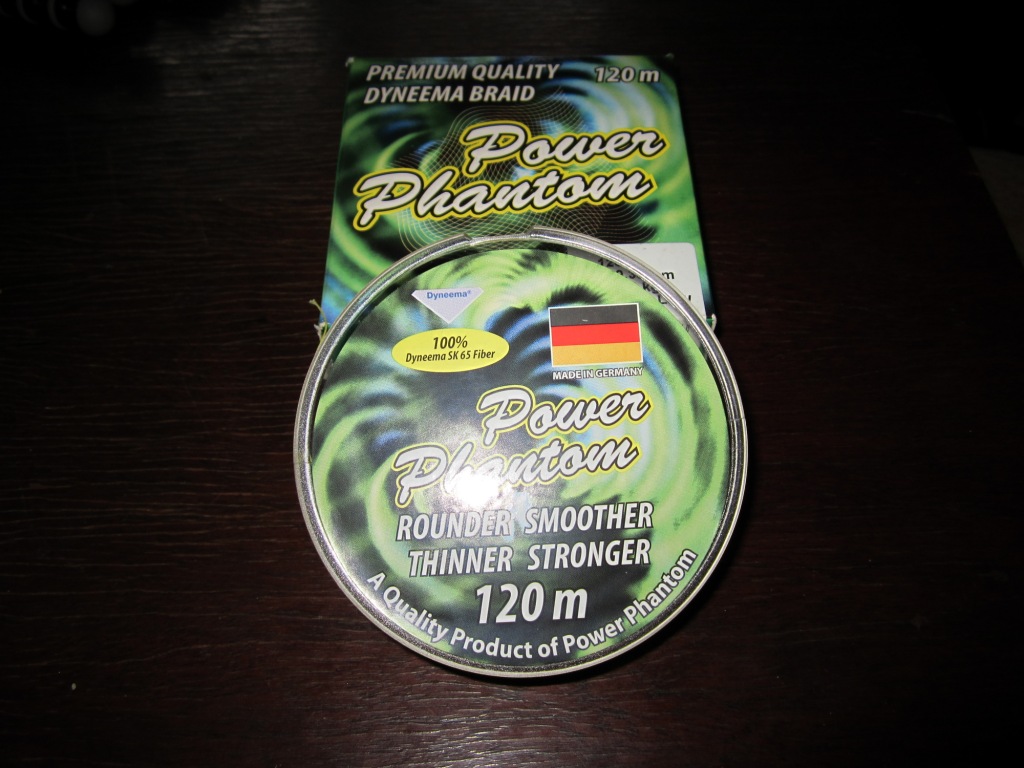 PREMIUM QUALITY 120 m
DYNEEMA BRAID
Power
Phantom
Dyneema®
100%
Dyneema SK 65 Fiber
MADE IN GERMANY
Power
Phantom
ROUNDER SMOOTHER
THINNER STRONGER
120 m
A Quality Product of Power Phantom